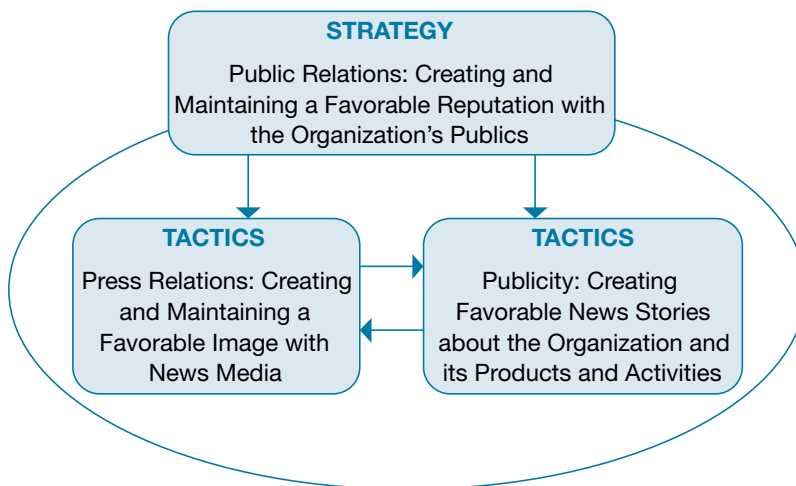 STRATEGY
Public Relations: Creating and
Maintaining a Favorable Reputation with
the Organization’s Publics
TACTICS
Press Relations: Creating
and Maintaining a
Favorable Image with
News Media
TACTICS
Publicity: Creating
Favorable News Stories
about the Organization and
its Products and Activities